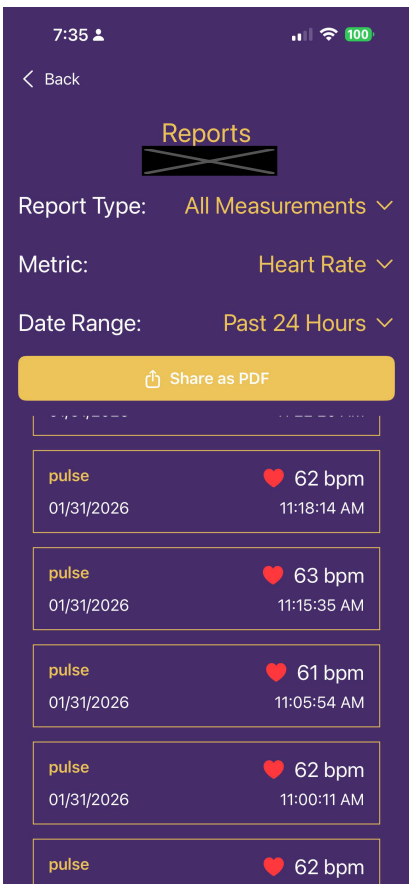 7:35
100
Back
Reports
Report Type: All Measurements
Metric: Heart Rate
Date Range: Past 24 Hours
Share as PDF
pulse 62 bpm
01/31/2026 11:18:14 AM
pulse 63 bpm
01/31/2026 11:15:35 AM
pulse 61 bpm
01/31/2026 11:05:54 AM
pulse 62 bpm
01/31/2026 11:00:11 AM
pulse 62 bpm